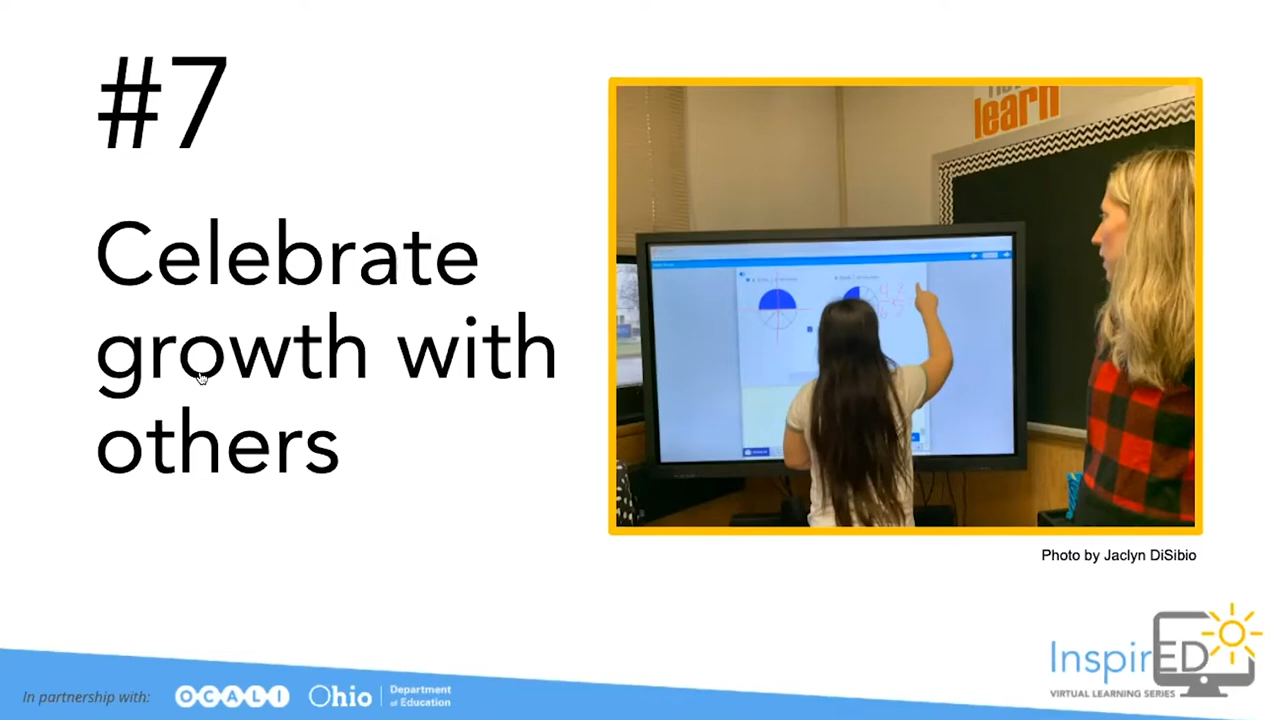 #7
Celebrate
growth with
others
learn
Photo by Jaclyn DiSibio
InspirED
VIRTUAL LEARNING SERIES
In partnership with:
OCALI
Ohio
Department
of Education